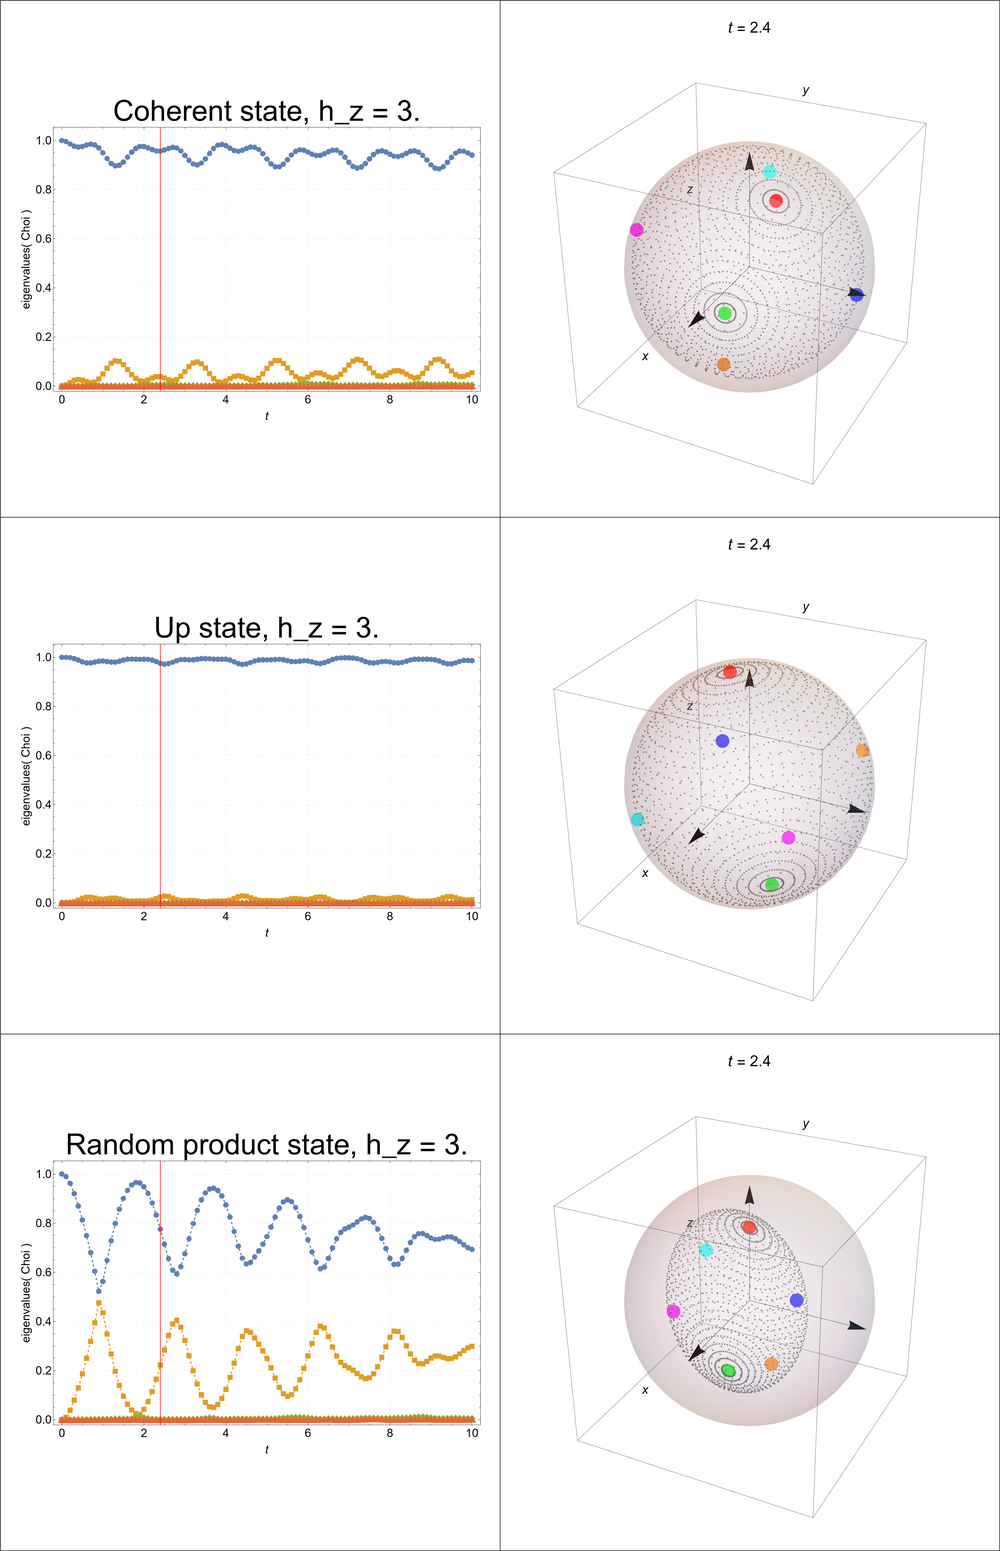 Coherent state, h_z = 3.
eigenvalues( Choi )
1.0
0.8
0.6
0.4
0.2
0.0
0 2 4 6 8 10
t
t = 2.4
y
z
x
Up state, h_z = 3.
eigenvalues( Choi )
1.0
0.8
0.6
0.4
0.2
0.0
0 2 4 6 8 10
t
t = 2.4
y
z
x
Random product state, h_z = 3.
eigenvalues( Choi )
1.0
0.8
0.6
0.4
0.2
0.0
0 2 4 6 8 10
t
t = 2.4
y
z
x